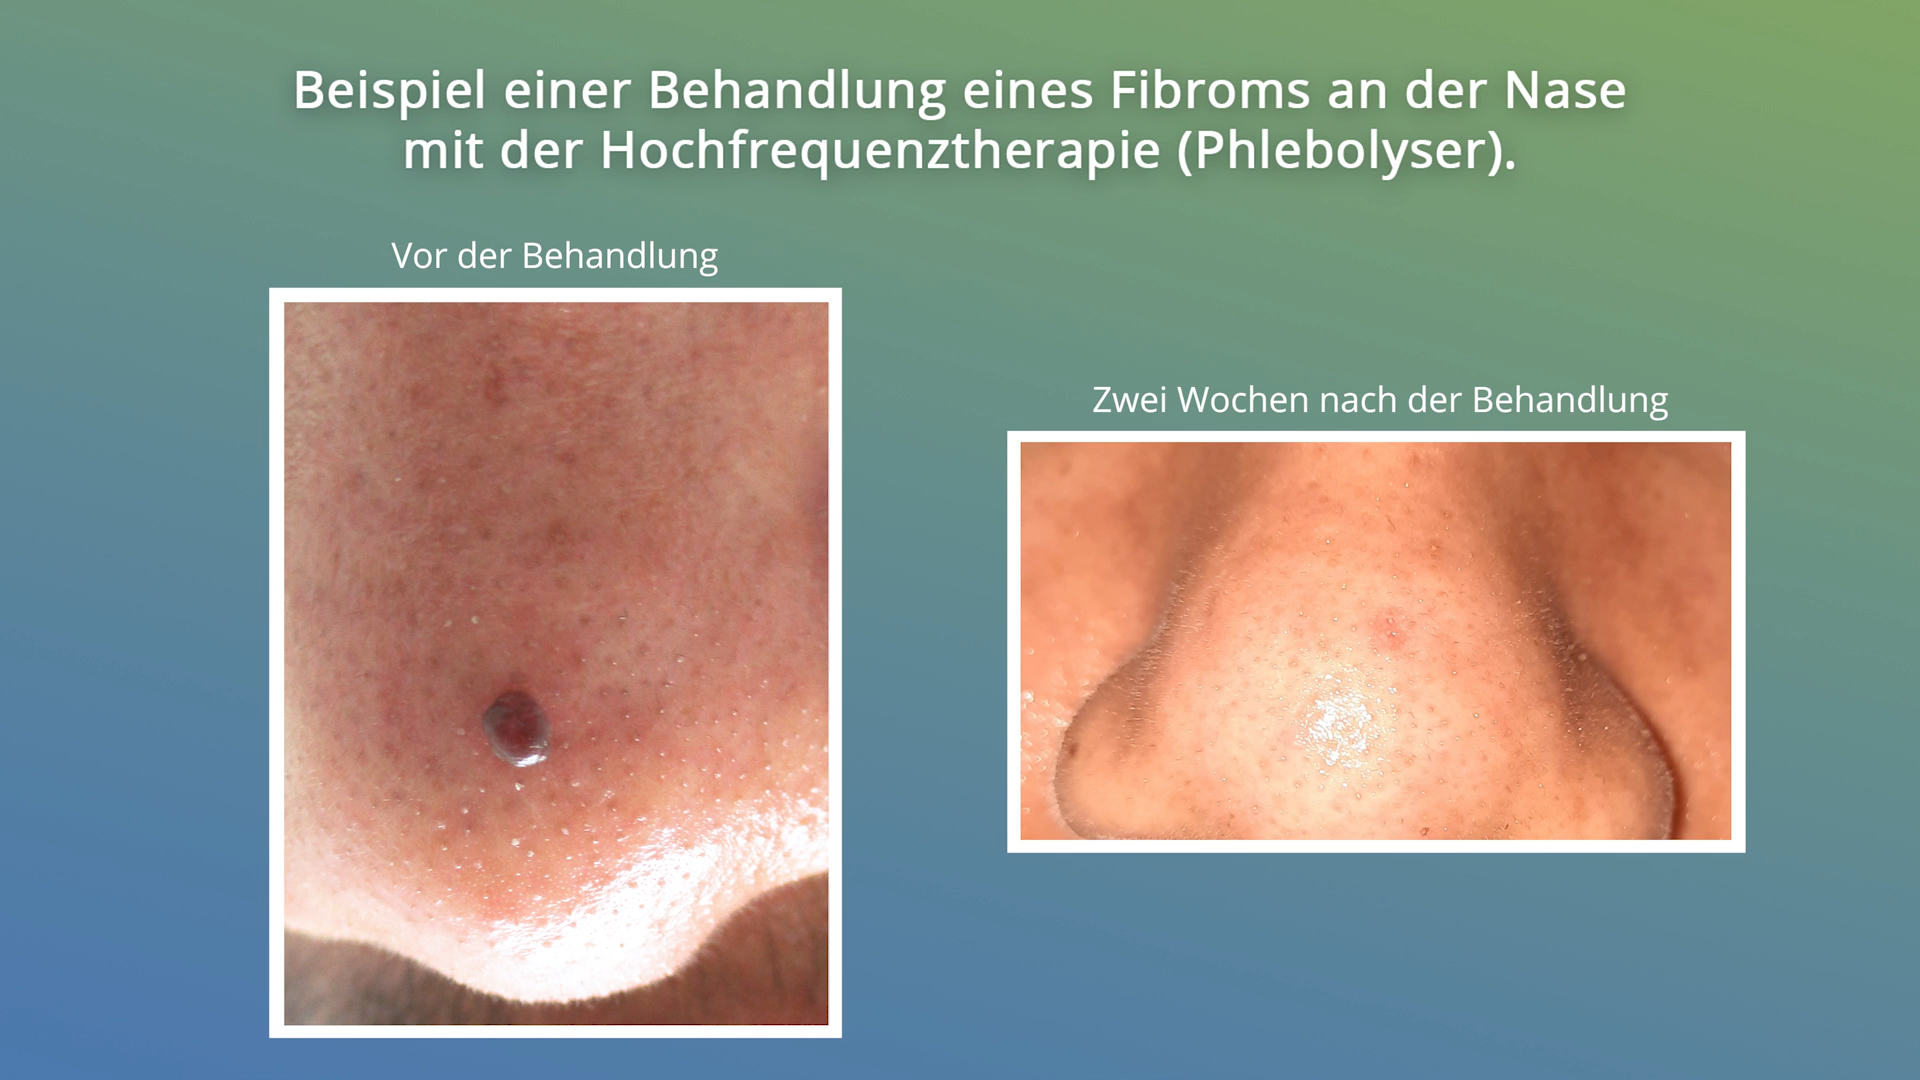 Beispiel einer Behandlung eines Fibroms an der Nase
mit der Hochfrequenztherapie (Phlebolyser).
Vor der Behandlung
Zwei Wochen nach der Behandlung